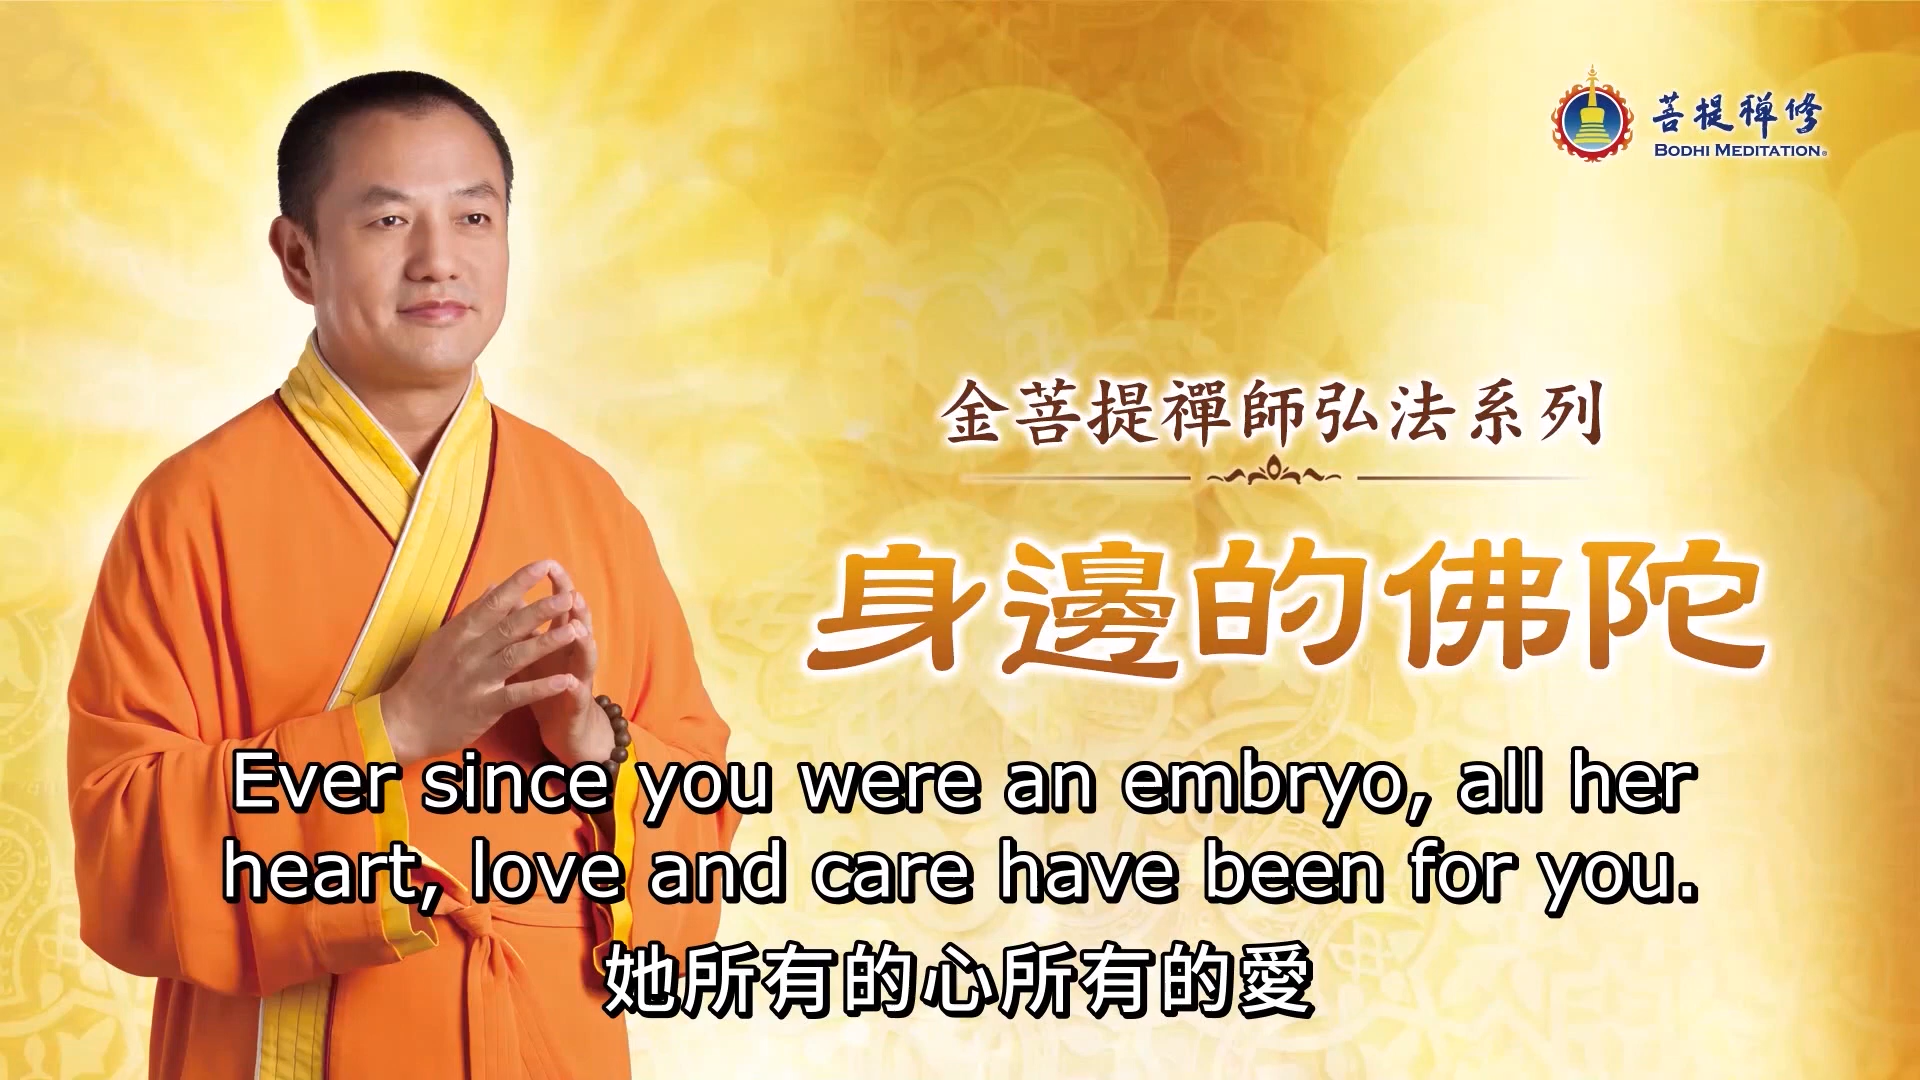 菩提禪修
BODHI MEDITATION®
金菩提禪師弘法系列
身邊的佛陀
Ever since you were an embryo, all her
heart, love and care have been for you.
她所有的心所有的愛